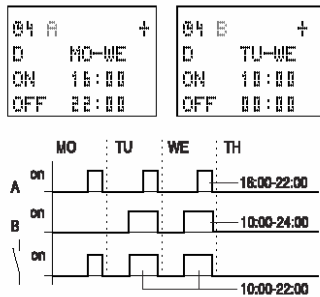 04 A +
D MO-WE
ON 16:00
OFF 22:00
04 B +
D TU-WE
ON 10:00
OFF 00:00
MO TU WE TH
A on 16:00-22:00
B on 10:00-24:00
on
10:00-22:00